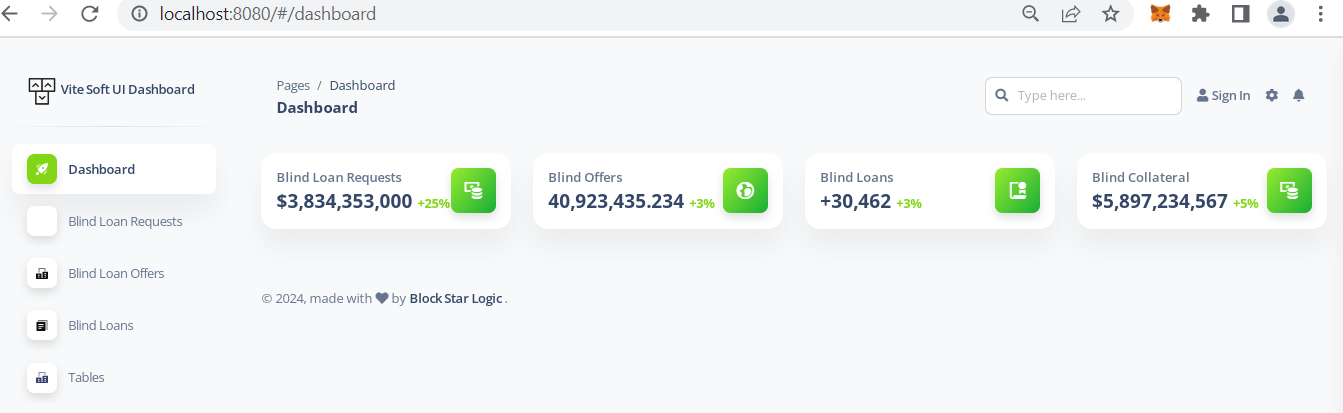 localhost:8080/#/dashboard
Vite Soft UI Dashboard
Pages / Dashboard
Dashboard
Type here...
Sign In
Dashboard
Blind Loan Requests
Blind Loan Offers
Blind Loans
Tables
Blind Loan Requests
$3,834,353,000 +25%
Blind Offers
40,923,435.234 +3%
Blind Loans
+30,462 +3%
Blind Collateral
$5,897,234,567 +5%
© 2024, made with by Block Star Logic .